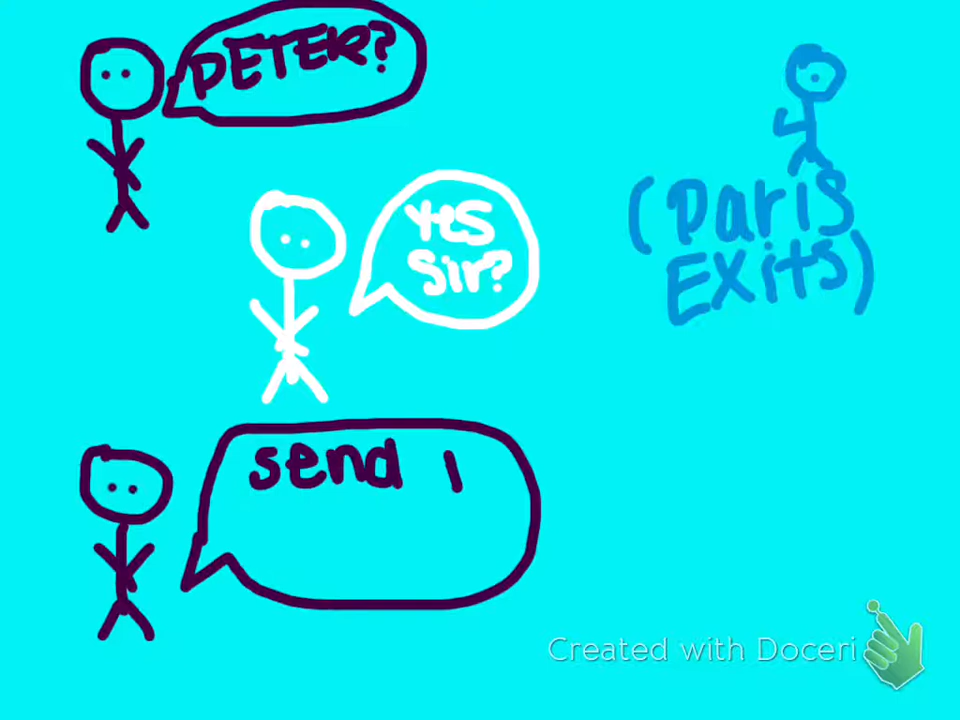 PETER?
Yes
Sir?
(Paris
Exits)
send
Created with Doceri